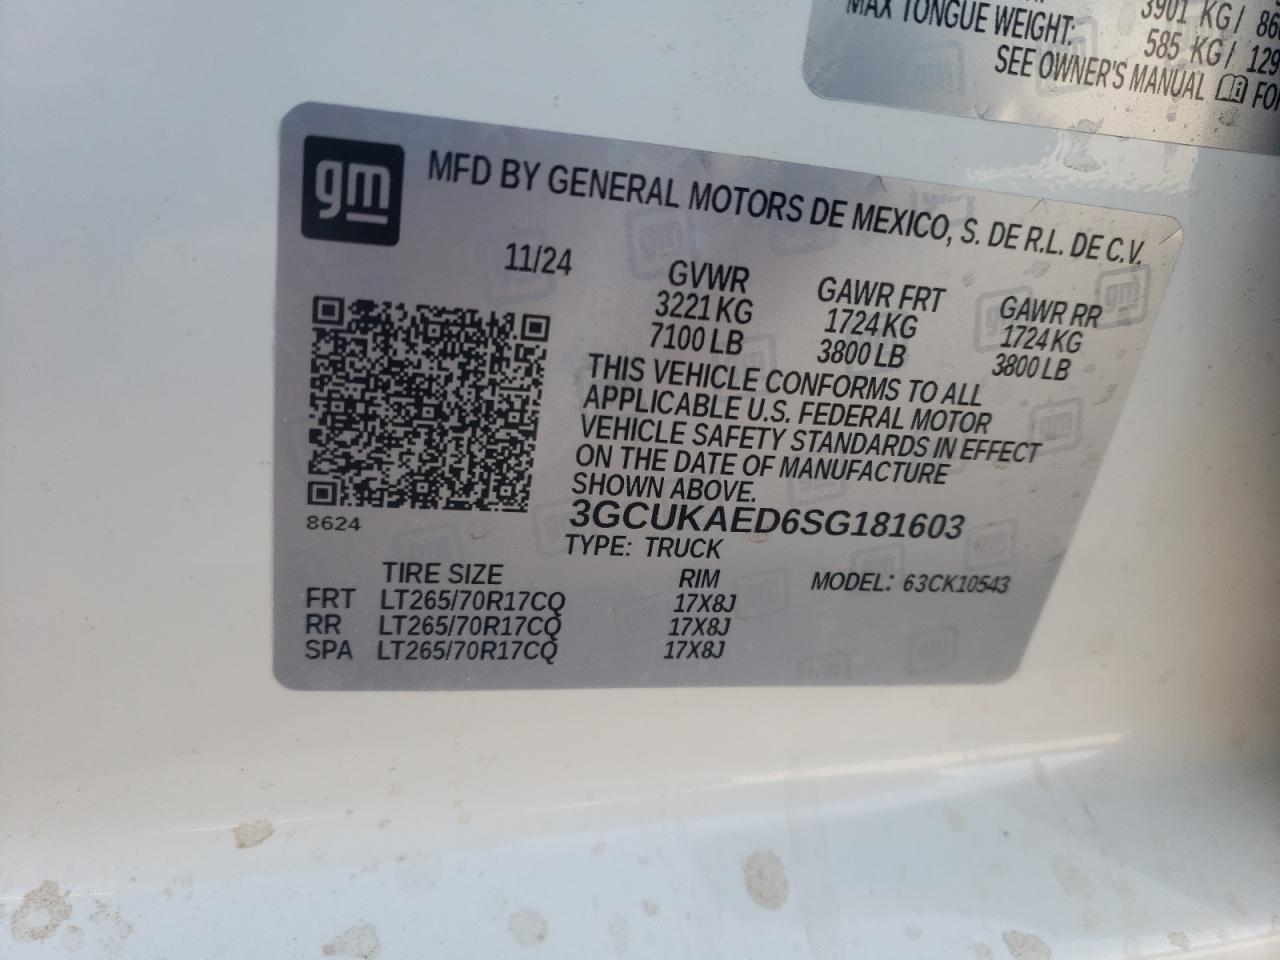 3901 KG/
MAX TONGUE WEIGHT: 585 KG/
SEE OWNER'S MANUAL
gm
MFD BY GENERAL MOTORS DE MEXICO, S. DE R.L. DE C.V.
11/24
GVWR GAWR FRT GAWR RR
3221 KG 1724 KG 1724 KG
7100 LB 3800 LB 3800 LB
THIS VEHICLE CONFORMS TO ALL
APPLICABLE U.S. FEDERAL MOTOR
VEHICLE SAFETY STANDARDS IN EFFECT
ON THE DATE OF MANUFACTURE
SHOWN ABOVE.
3GCUKAED6SG181603
8624
TYPE: TRUCK
TIRE SIZE RIM MODEL: 63CK10543
FRT LT265/70R17CQ 17X8J
RR LT265/70R17CQ 17X8J
SPA LT265/70R17CQ 17X8J